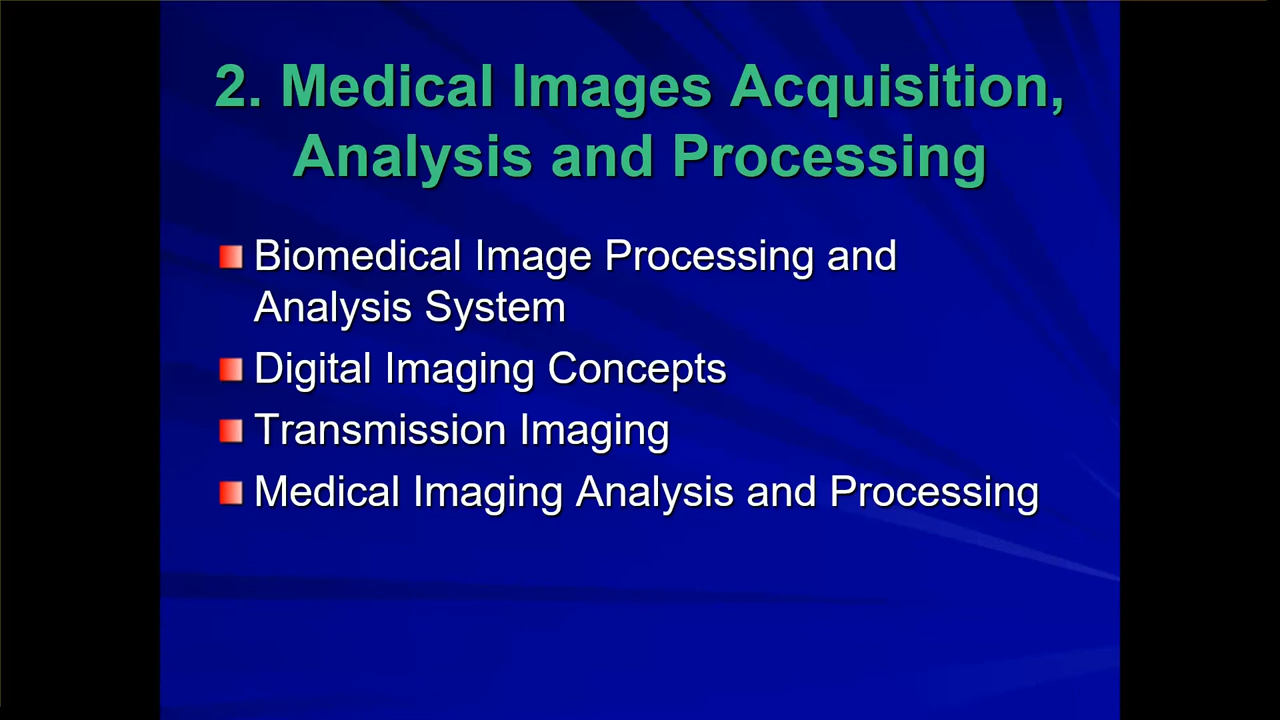 2. Medical Images Acquisition,
Analysis and Processing
Biomedical Image Processing and
Analysis System
Digital Imaging Concepts
Transmission Imaging
Medical Imaging Analysis and Processing